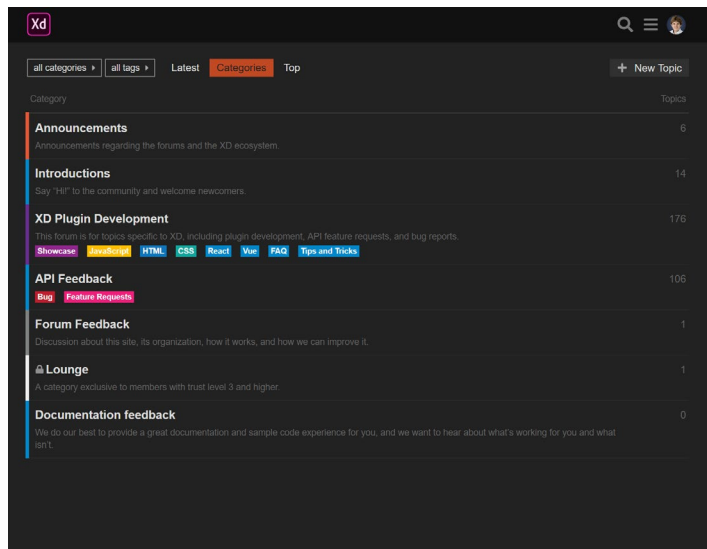 Xd
all categories
all tags
Latest
Categories
Top
+ New Topic
Category
Topics
Announcements
6
Announcements regarding the forums and the XD ecosystem.
Introductions
14
Say "Hi!" to the community and welcome newcomers.
XD Plugin Development
176
This forum is for topics specific to XD, including plugin development, API feature requests, and bug reports.
Showcase JavaScript HTML CSS React Vue FAQ Tips and Tricks
API Feedback
106
Bug Feature Requests
Forum Feedback
1
Discussion about this site, its organization, how it works, and how we can improve it.
Lounge
1
A category exclusive to members with trust level 3 and higher.
Documentation feedback
0
We do our best to provide a great documentation and sample code experience for you, and we want to hear about what's working for you and what
isn't.